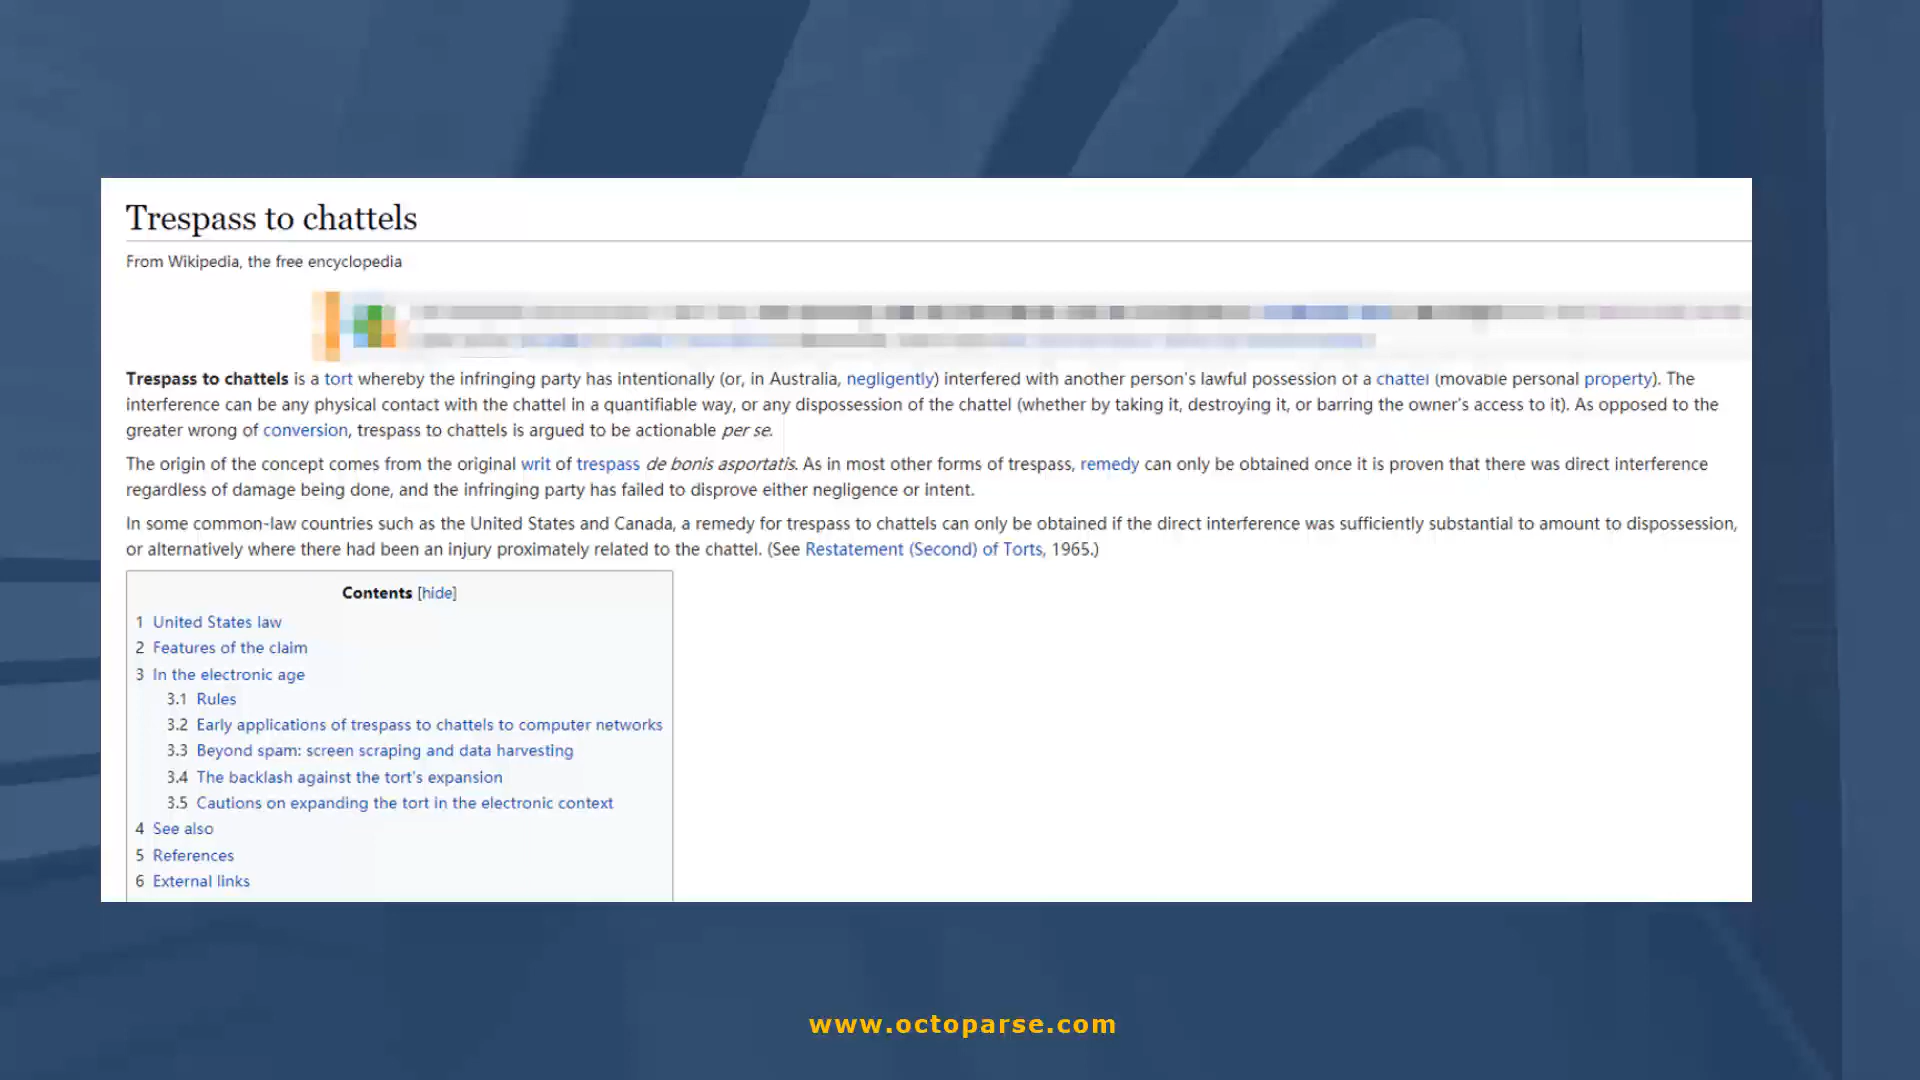 Trespass to chattels
From Wikipedia, the free encyclopedia
Trespass to chattels is a tort whereby the infringing party has intentionally (or, in Australia, negligently) interfered with another person's lawful possession of a chattel (movable personal property). The
interference can be any physical contact with the chattel in a quantifiable way, or any dispossession of the chattel (whether by taking it, destroying it, or barring the owner's access to it). As opposed to the
greater wrong of conversion, trespass to chattels is argued to be actionable per se.
The origin of the concept comes from the original writ of trespass de bonis asportatis. As in most other forms of trespass, remedy can only be obtained once it is proven that there was direct interference
regardless of damage being done, and the infringing party has failed to disprove either negligence or intent.
In some common-law countries such as the United States and Canada, a remedy for trespass to chattels can only be obtained if the direct interference was sufficiently substantial to amount to dispossession,
or alternatively where there had been an injury proximately related to the chattel. (See Restatement (Second) of Torts, 1965.)
Contents [hide]
1 United States law
2 Features of the claim
3 In the electronic age
3.1 Rules
3.2 Early applications of trespass to chattels to computer networks
3.3 Beyond spam: screen scraping and data harvesting
3.4 The backlash against the tort's expansion
3.5 Cautions on expanding the tort in the electronic context
4 See also
5 References
6 External links
www.octoparse.com